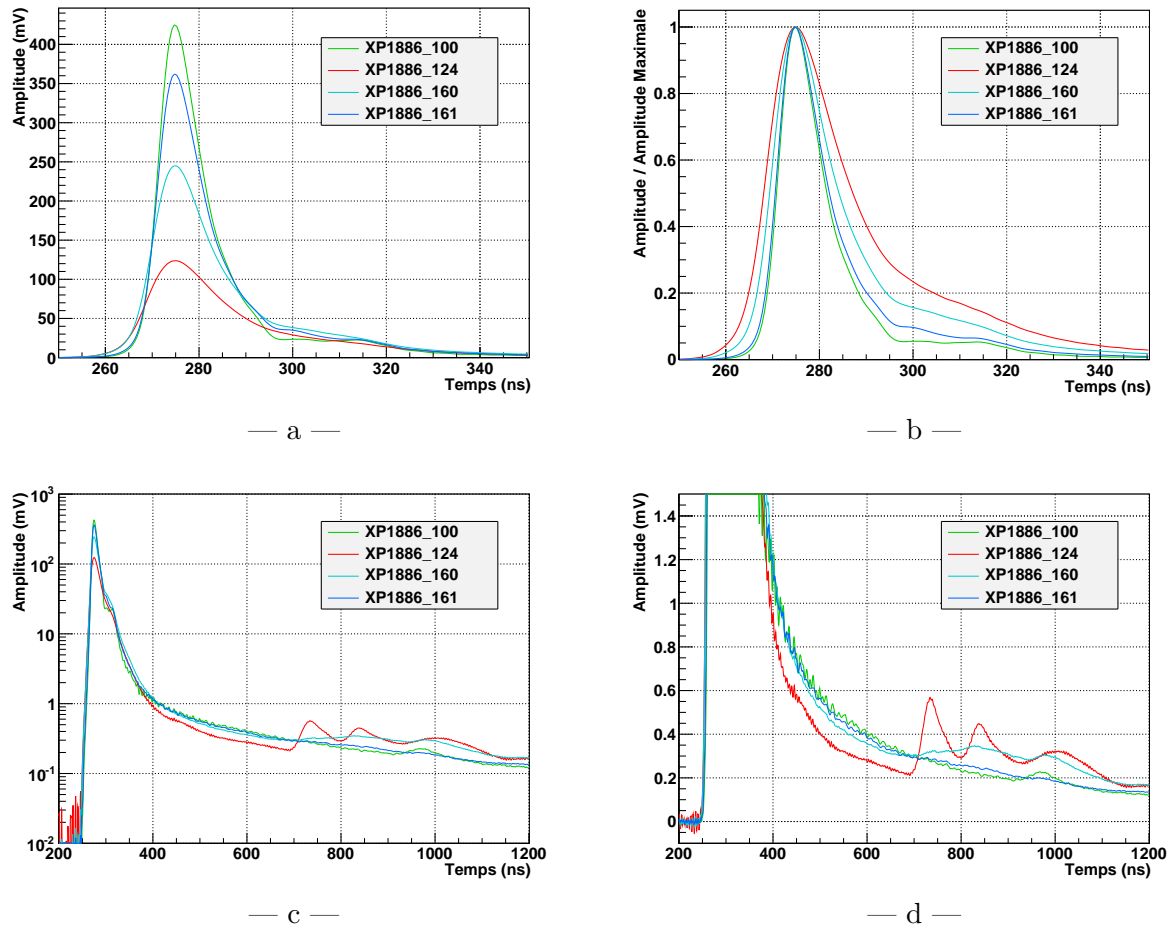 Amplitude (mV)
400
350
300
250
200
150
100
50
0
XP1886_100
XP1886_124
XP1886_160
XP1886_161
260 280 300 320 340
Temps (ns)
— a —
Amplitude / Amplitude Maximale
1
0.8
0.6
0.4
0.2
0
XP1886_100
XP1886_124
XP1886_160
XP1886_161
260 280 300 320 340
Temps (ns)
— b —
Amplitude (mV)
10^3
10^2
10
1
10^-1
10^-2
XP1886_100
XP1886_124
XP1886_160
XP1886_161
200 400 600 800 1000 1200
Temps (ns)
— c —
Amplitude (mV)
1.4
1.2
1
0.8
0.6
0.4
0.2
0
XP1886_100
XP1886_124
XP1886_160
XP1886_161
200 400 600 800 1000 1200
Temps (ns)
— d —